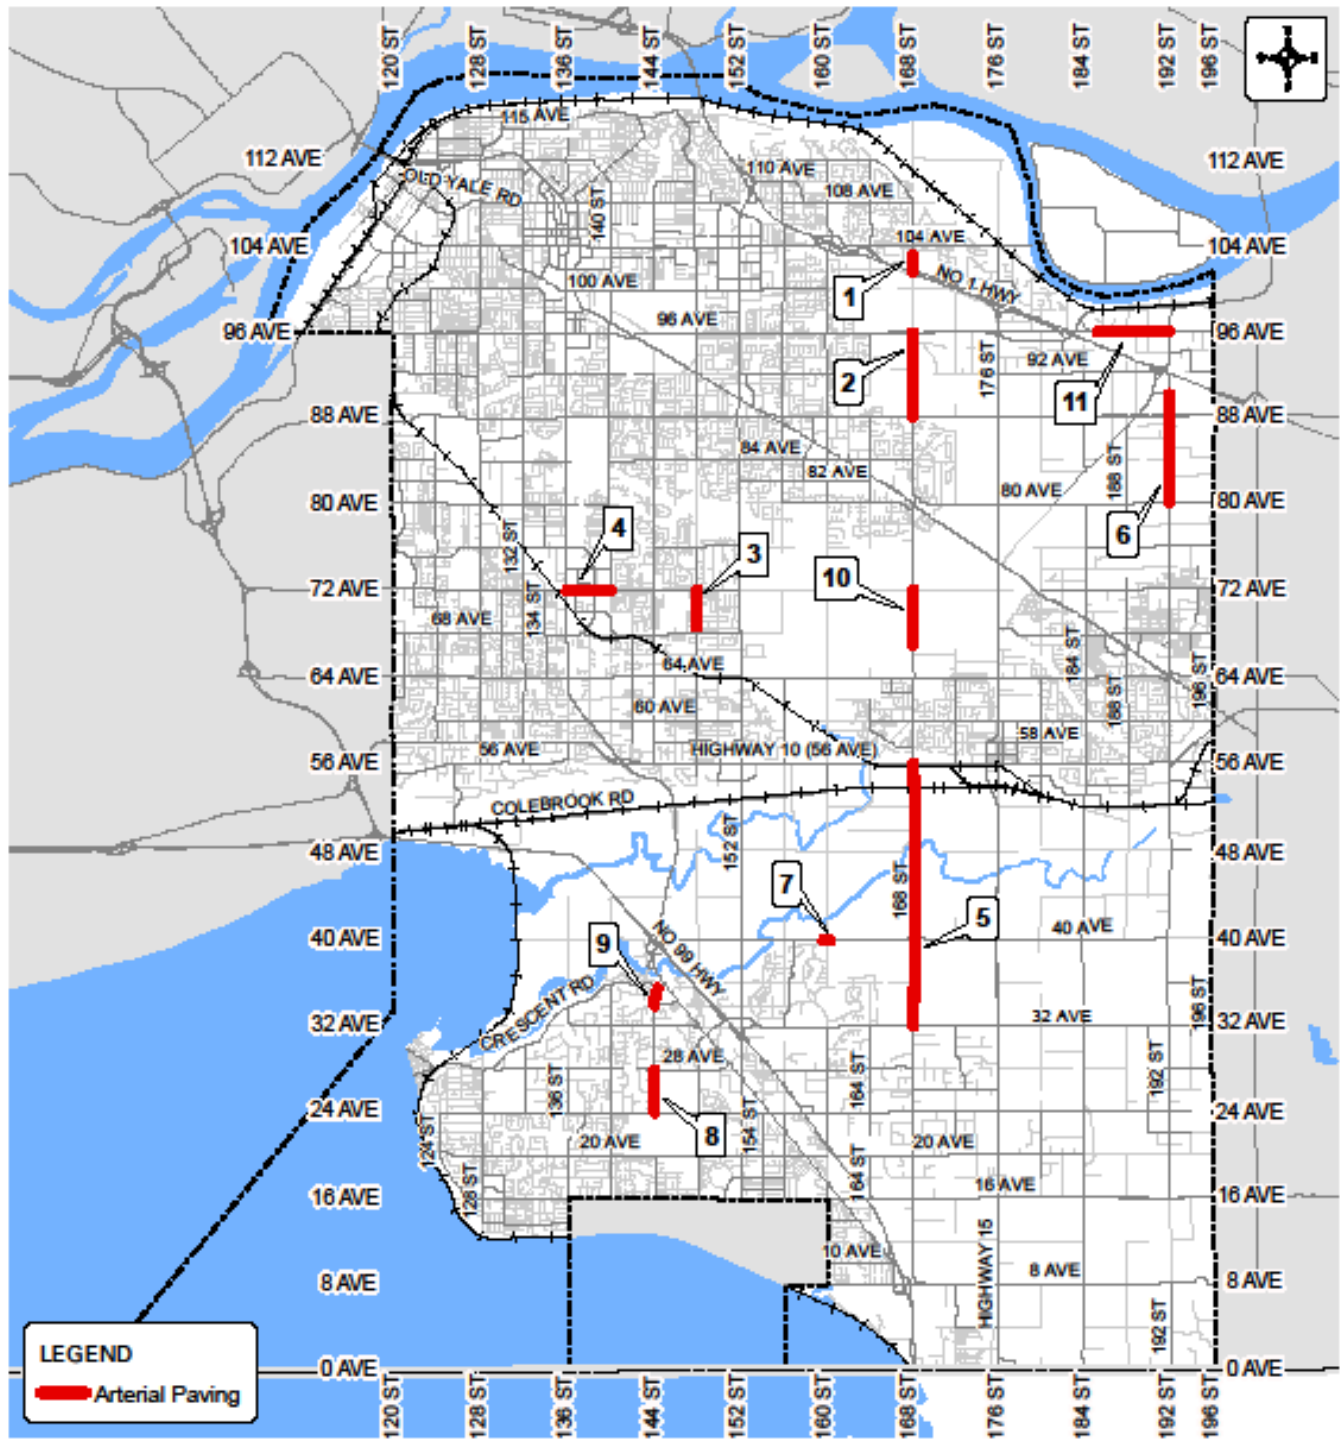 120 ST
128 ST
136 ST
144 ST
152 ST
160 ST
168 ST
176 ST
184 ST
192 ST
196 ST
115 AVE
112 AVE
110 AVE
112 AVE
OLD YALE RD
108 AVE
140 ST
104 AVE
104 AVE
104 AVE
1
NO 1 HWY
100 AVE
96 AVE
96 AVE
96 AVE
92 AVE
176 ST
2
11
88 AVE
88 AVE
84 AVE
82 AVE
188 ST
80 AVE
80 AVE
80 AVE
6
4
132 ST
3
10
72 AVE
72 AVE
134 ST
68 AVE
64 AVE
184 ST
64 AVE
64 AVE
196 ST
188 ST
60 AVE
58 AVE
56 AVE
HIGHWAY 10 (56 AVE)
56 AVE
56 AVE
COLEBROOK RD
152 ST
48 AVE
48 AVE
7
168 ST
5
40 AVE
9
NO 99 HWY
40 AVE
40 AVE
CRESCENT RD
196 ST
32 AVE
32 AVE
32 AVE
28 AVE
136 ST
164 ST
192 ST
24 AVE
24 AVE
124 ST
8
154 ST
20 AVE
20 AVE
128 ST
164 ST
16 AVE
16 AVE
16 AVE
10 AVE
HIGHWAY 15
8 AVE
8 AVE
8 AVE
192 ST
LEGEND
Arterial Paving
0 AVE
0 AVE
120 ST
128 ST
136 ST
144 ST
152 ST
160 ST
168 ST
176 ST
184 ST
192 ST
196 ST